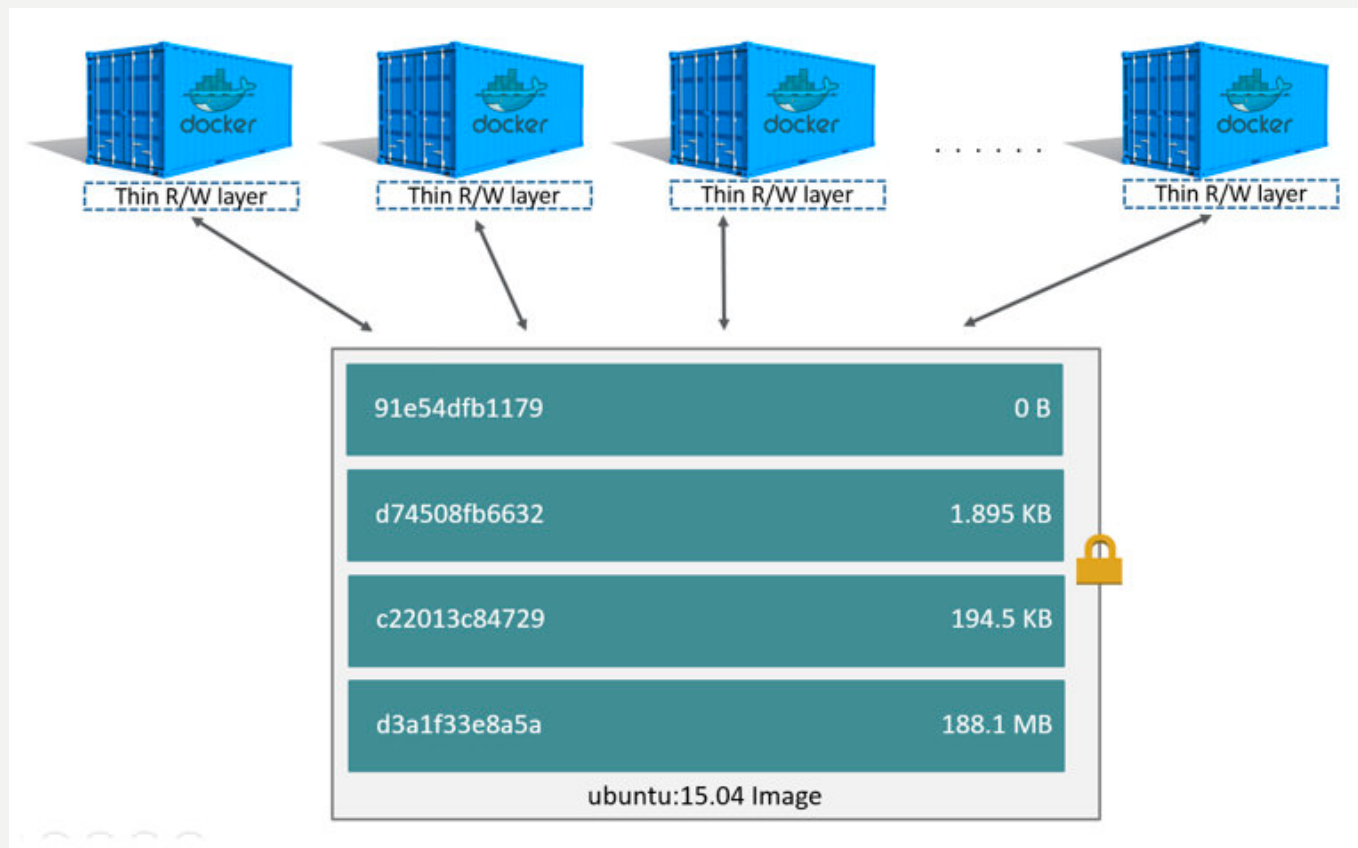 docker
docker
docker
docker
Thin R/W layer
Thin R/W layer
Thin R/W layer
......
Thin R/W layer
91e54dfb1179 0 B
d74508fb6632 1.895 KB
c22013c84729 194.5 KB
d3a1f33e8a5a 188.1 MB
ubuntu:15.04 Image